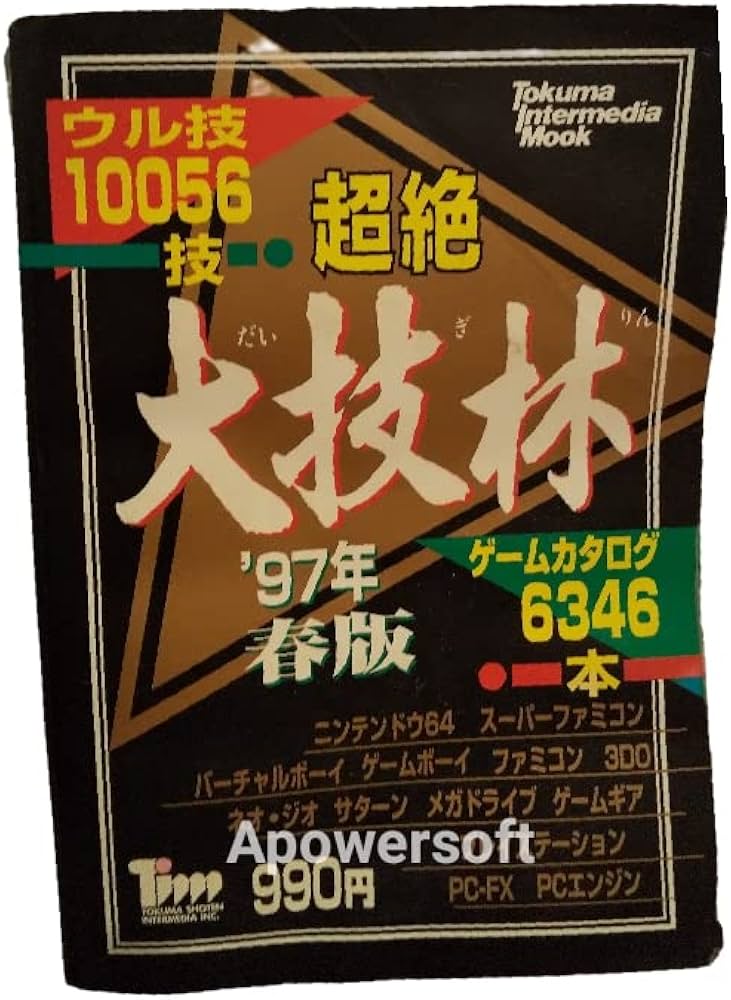 ウル技
10056
技
Tokuma
Intermedia
Mook
超絶
だい ぎ りん
大技林
'97年
春版
ゲームカタログ
6346
本
ニンテンドウ64 スーパーファミコン
バーチャルボーイ ゲームボーイ ファミコン 3DO
ネオ・ジオ サターン メガドライブ ゲームギア
テーション
Apowersoft
PC-FX PCエンジン
Tim
TOKUMA SHOTEN
INTERMEDIA INC.
990円